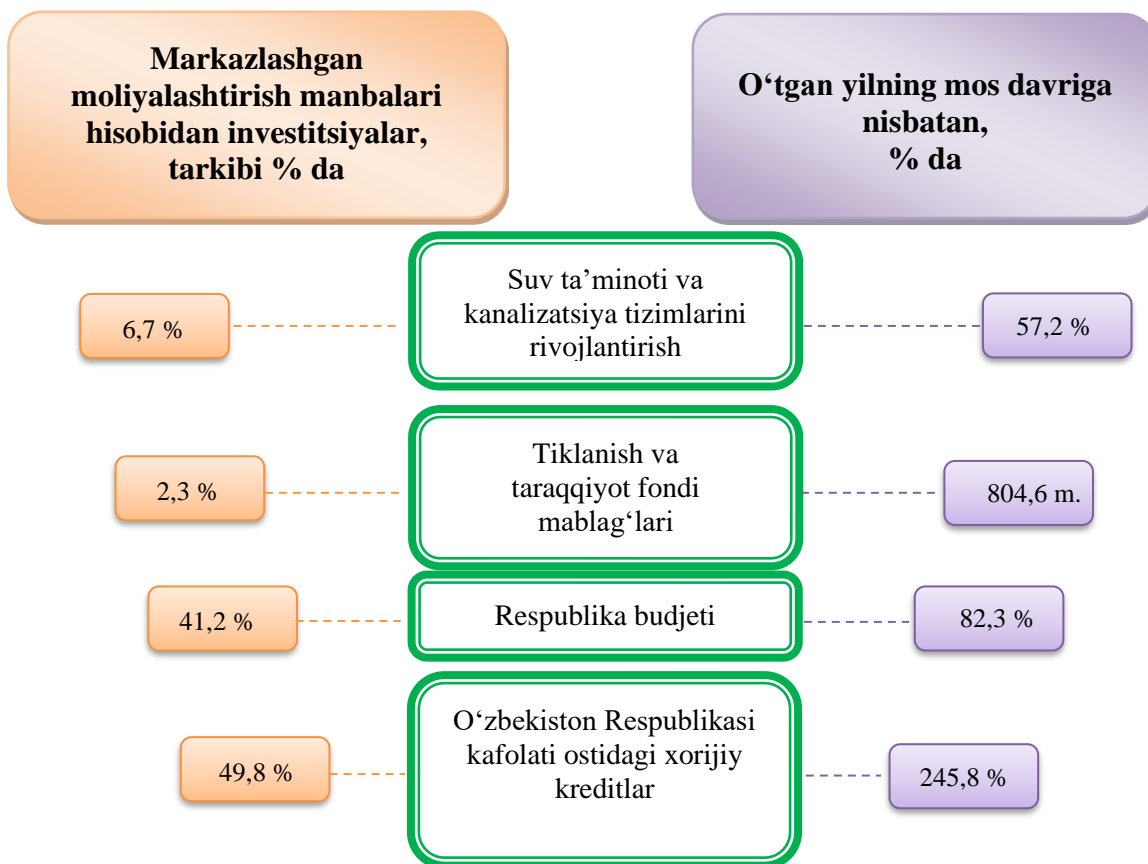 Markazlashgan
moliyalashtirish manbalari
hisobidan investitsiyalar,
tarkibi % da
O‘tgan yilning mos davriga
nisbatan,
% da
6,7 %
Suv ta’minoti va
kanalizatsiya tizimlarini
rivojlantirish
57,2 %
2,3 %
Tiklanish va
taraqqiyot fondi
mablag‘lari
804,6 m.
41,2 %
Respublika budjeti
82,3 %
49,8 %
O‘zbekiston Respublikasi
kafolati ostidagi xorijiy
kreditlar
245,8 %